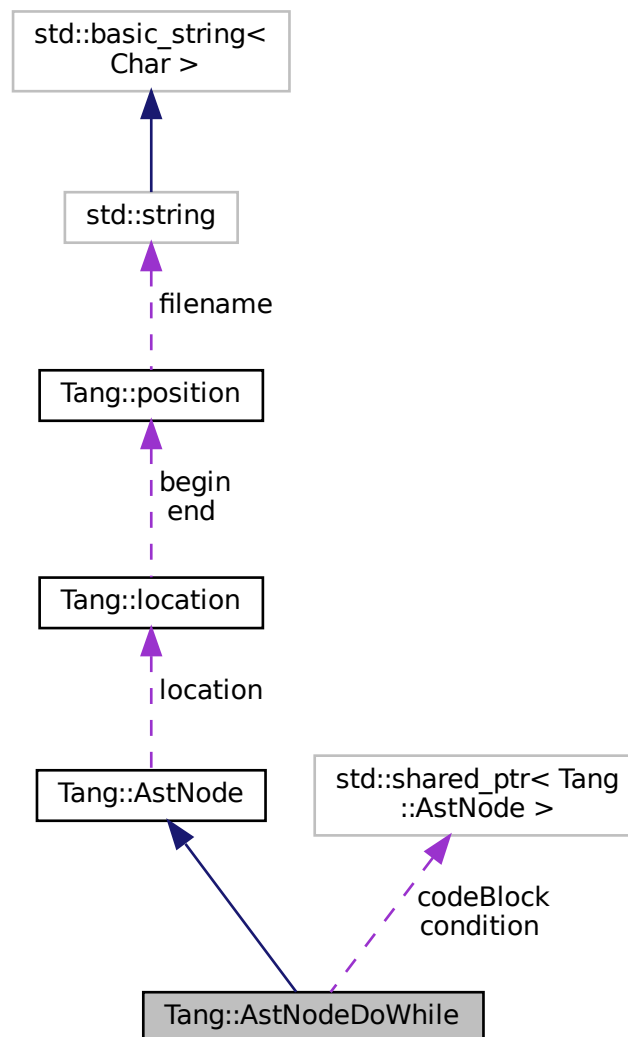 std::basic_string<
Char >
std::string
filename
Tang::position
begin
end
Tang::location
location
Tang::AstNode
std::shared_ptr< Tang
::AstNode >
codeBlock
condition
Tang::AstNodeDoWhile